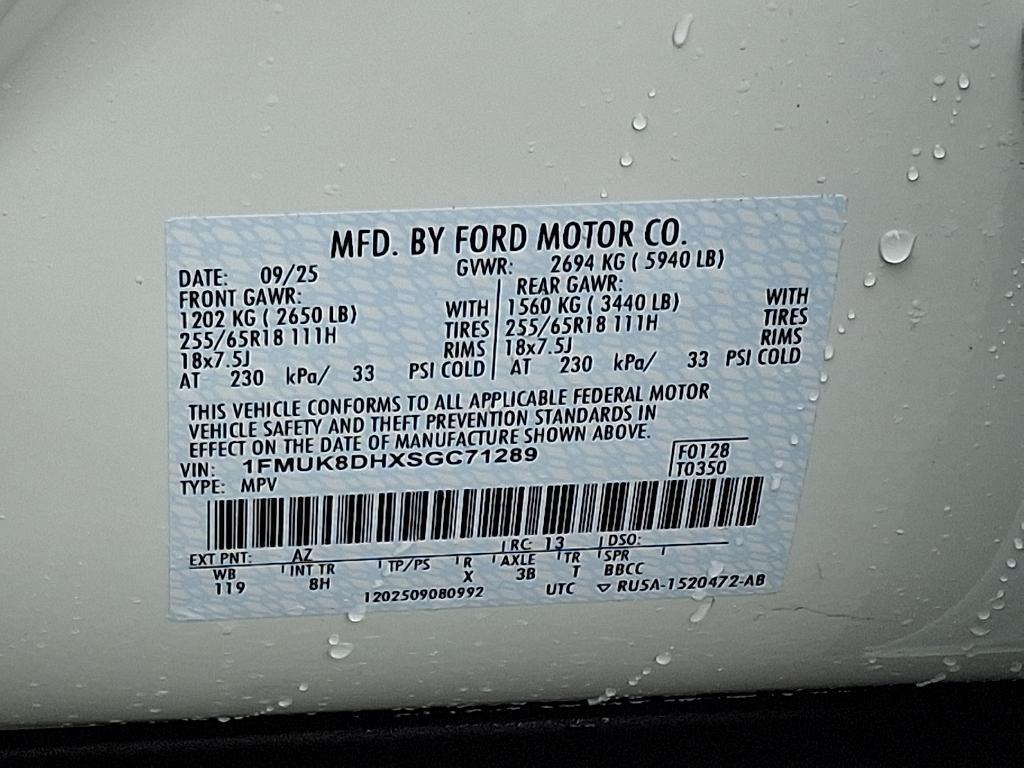 MFD. BY FORD MOTOR CO.
DATE: 09/25 GVWR: 2694 KG ( 5940 LB)
FRONT GAWR: REAR GAWR:
1202 KG ( 2650 LB) WITH 1560 KG ( 3440 LB) WITH
255/65R18 111H TIRES 255/65R18 111H TIRES
18x7.5J RIMS 18x7.5J RIMS
AT 230 kPa/ 33 PSI COLD AT 230 kPa/ 33 PSI COLD
THIS VEHICLE CONFORMS TO ALL APPLICABLE FEDERAL MOTOR
VEHICLE SAFETY AND THEFT PREVENTION STANDARDS IN
EFFECT ON THE DATE OF MANUFACTURE SHOWN ABOVE.
VIN: 1FMUK8DHXSGC71289 F0128
TYPE: MPV T0350
EXT PNT: AZ RC: 13 DSO:
WB INT TR TP/PS R AXLE TR SPR
119 8H X 3B T BBCC
1202509080992 UTC ▽ RU5A-1520472-AB